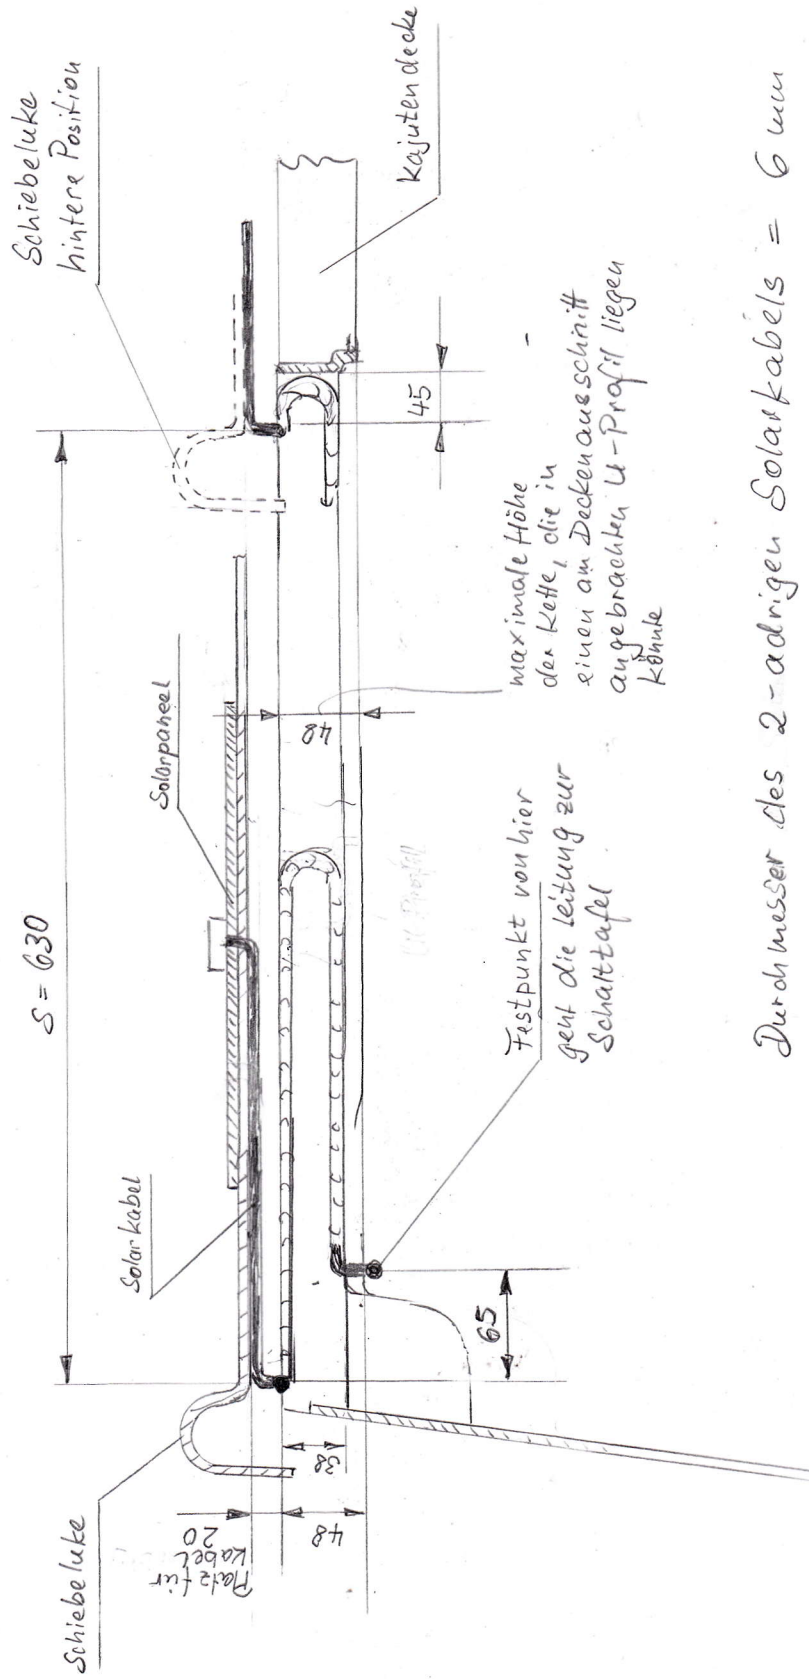 Schiebeluke
hintere Position
Kajütendecke
S = 630
Solarpaneel
45
maximale Höhe
der Kette, die in
einen am Deckenausschnitt
angebrachten U-Profil liegen
könnte
Solarkabel
Festpunkt von hier
geht die Leitung zur
Schalttafel
65
Schiebeluke
Platz für
Kabel
20
38
48
Durchmesser des 2-adrigen Solarkabels = 6 mm